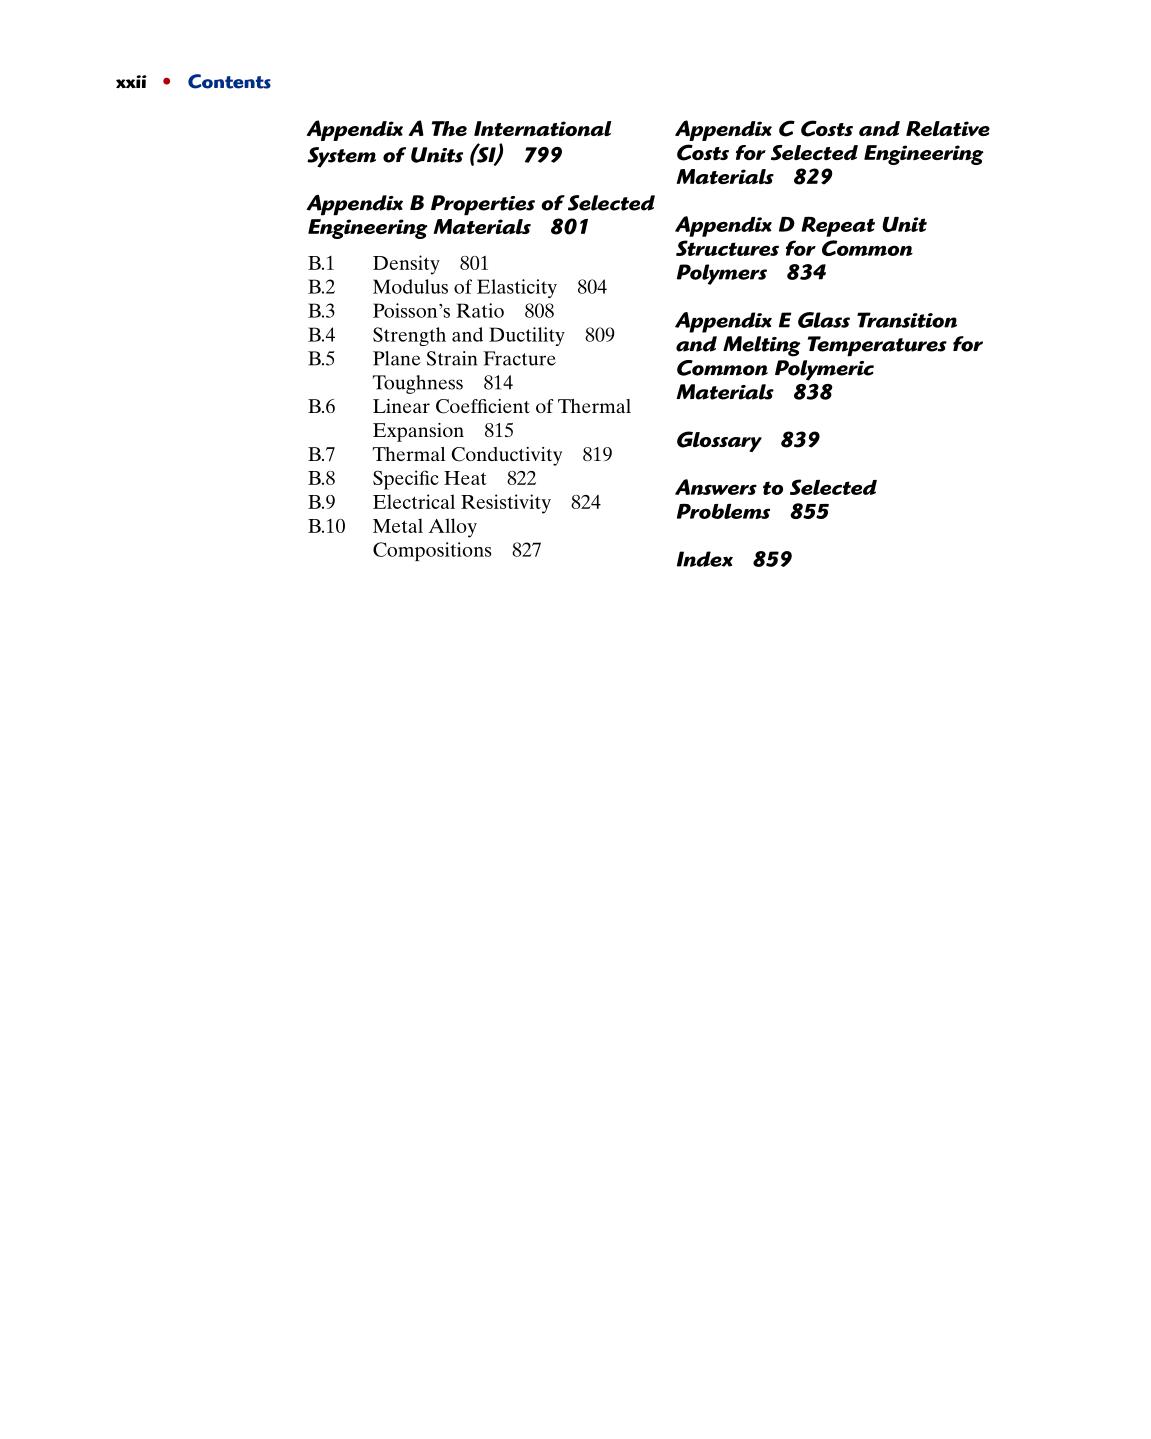 xxii • Contents
Appendix A The International
System of Units (SI) 799
Appendix B Properties of Selected
Engineering Materials 801
B.1 Density 801
B.2 Modulus of Elasticity 804
B.3 Poisson’s Ratio 808
B.4 Strength and Ductility 809
B.5 Plane Strain Fracture
Toughness 814
B.6 Linear Coefficient of Thermal
Expansion 815
B.7 Thermal Conductivity 819
B.8 Specific Heat 822
B.9 Electrical Resistivity 824
B.10 Metal Alloy
Compositions 827
Appendix C Costs and Relative
Costs for Selected Engineering
Materials 829
Appendix D Repeat Unit
Structures for Common
Polymers 834
Appendix E Glass Transition
and Melting Temperatures for
Common Polymeric
Materials 838
Glossary 839
Answers to Selected
Problems 855
Index 859